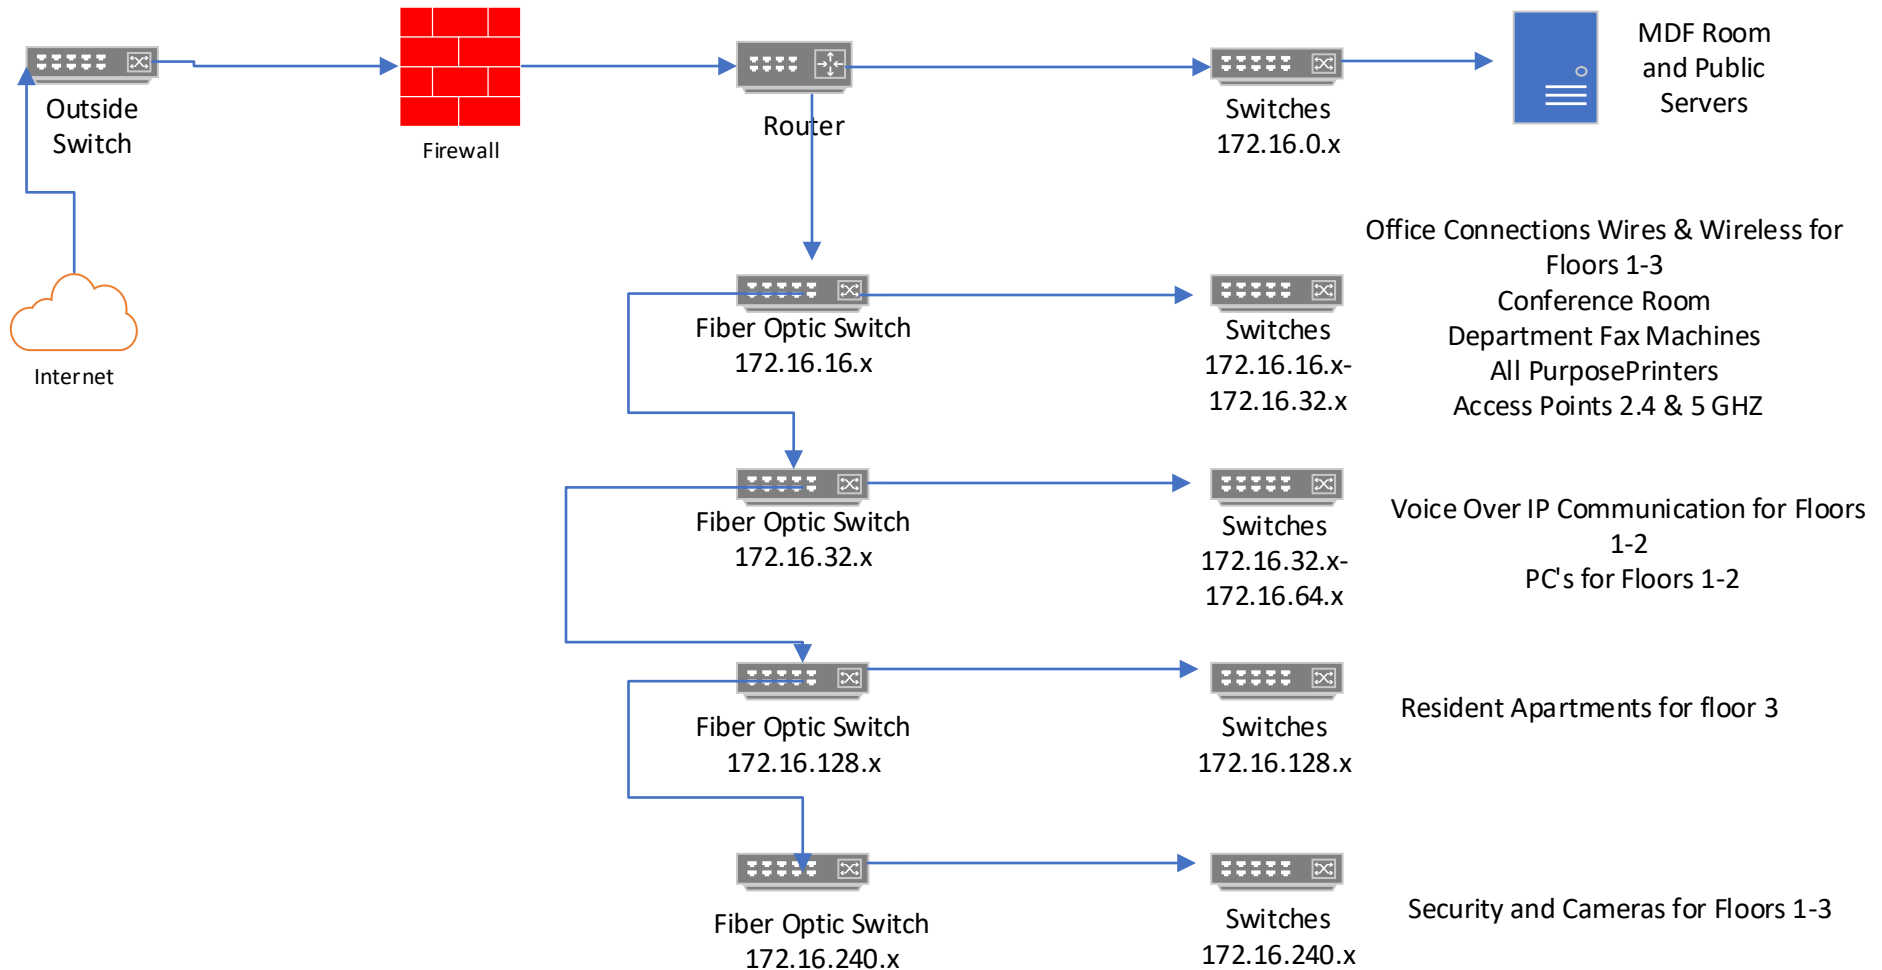 Outside
Switch
Firewall
Router
Switches
172.16.0.x
MDF Room
and Public
Servers
Internet
Fiber Optic Switch
172.16.16.x
Switches
172.16.16.x-
172.16.32.x
Office Connections Wires & Wireless for
Floors 1-3
Conference Room
Department Fax Machines
All PurposePrinters
Access Points 2.4 & 5 GHZ
Fiber Optic Switch
172.16.32.x
Switches
172.16.32.x-
172.16.64.x
Voice Over IP Communication for Floors
1-2
PC's for Floors 1-2
Fiber Optic Switch
172.16.128.x
Switches
172.16.128.x
Resident Apartments for floor 3
Fiber Optic Switch
172.16.240.x
Switches
172.16.240.x
Security and Cameras for Floors 1-3